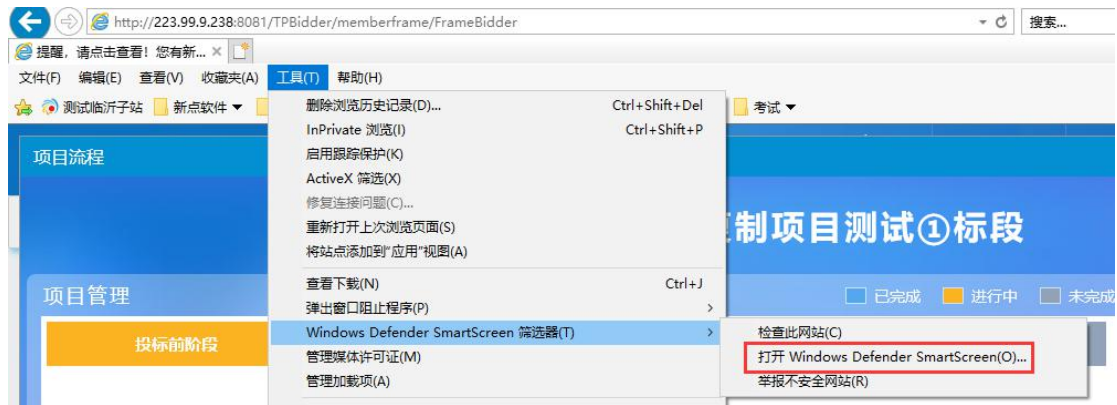 http://223.99.9.238:8081/TPBidder/memberframe/FrameBidder
搜索...
提醒，请点击查看！您有新...
文件(F) 编辑(E) 查看(V) 收藏夹(A) 工具(T) 帮助(H)
测试临沂子站 新点软件 考试
删除浏览历史记录(D)... Ctrl+Shift+Del
InPrivate 浏览(I) Ctrl+Shift+P
项目流程
启用跟踪保护(K)
ActiveX 筛选(X)
修复连接问题(C)...
重新打开上次浏览页面(S)
制项目测试①标段
将站点添加到“应用”视图(A)
查看下载(N) Ctrl+J
项目管理
已完成 进行中 未完成
弹出窗口阻止程序(P)
Windows Defender SmartScreen 筛选器(T)
检查此网站(C)
投标前阶段
管理媒体许可证(M)
打开 Windows Defender SmartScreen(O)...
管理加载项(A)
举报不安全网站(R)